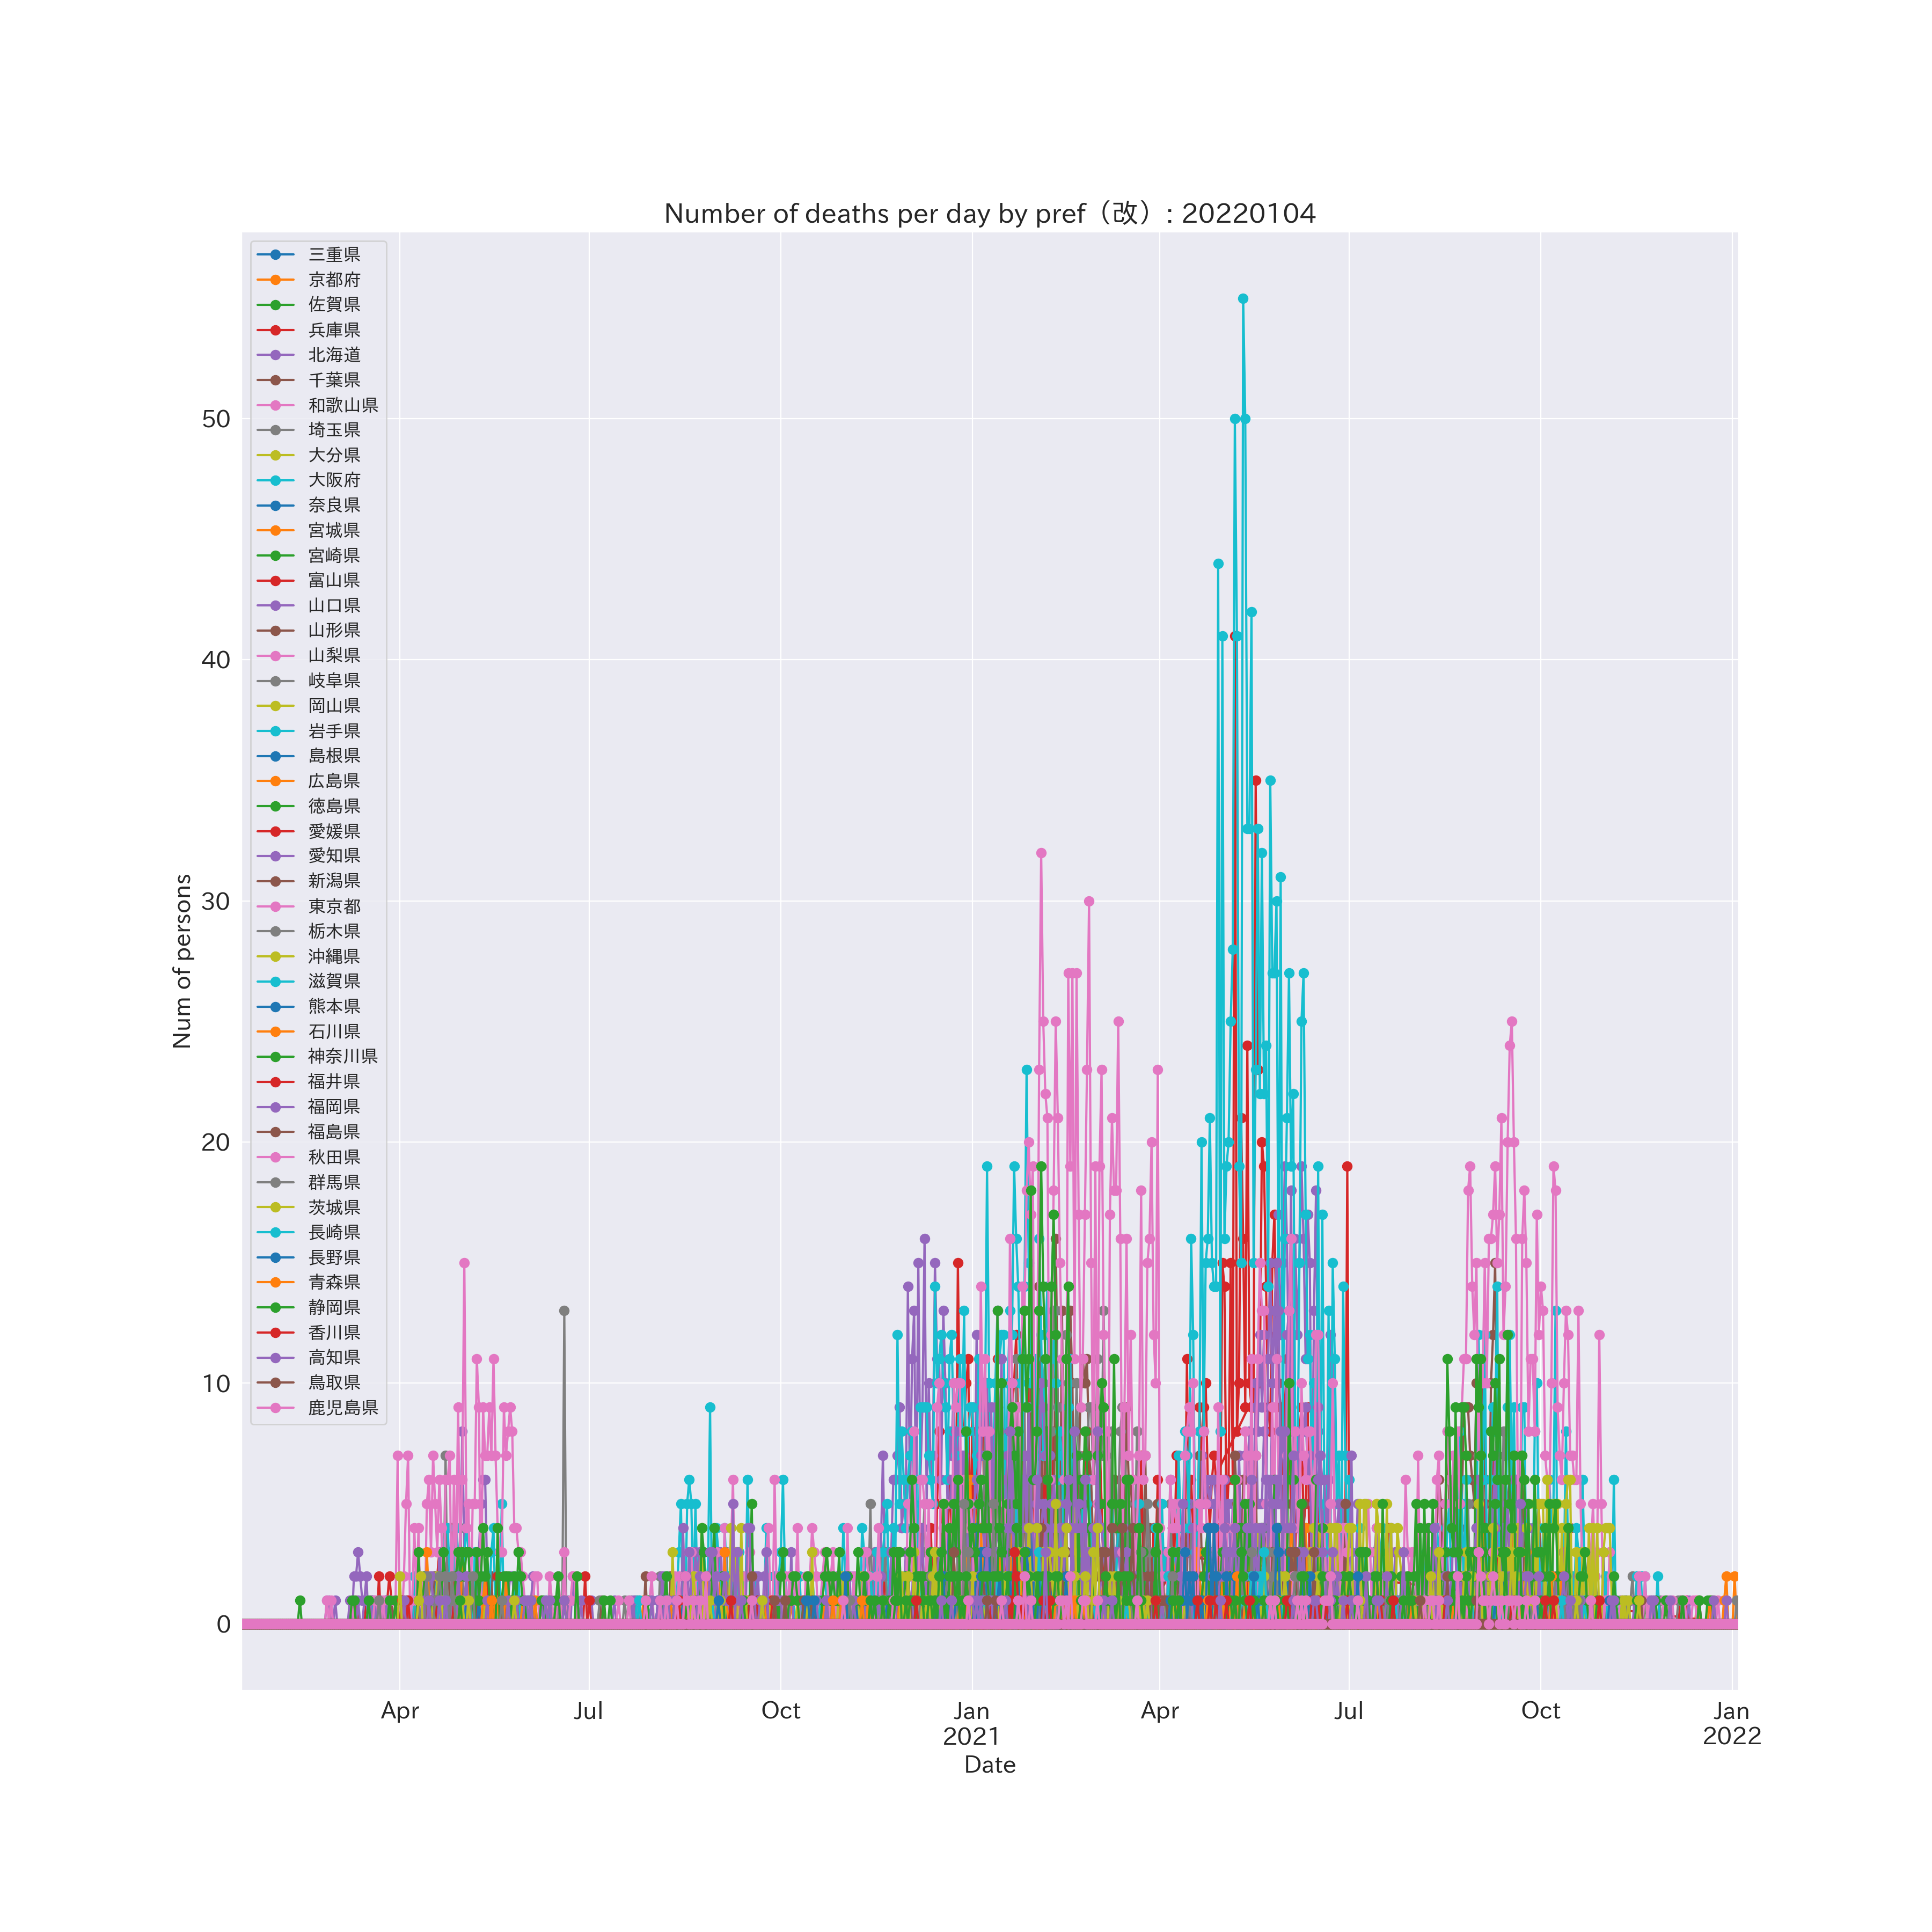 Number of deaths per day by pref（改）: 20220104
三重県
京都府
佐賀県
兵庫県
北海道
千葉県
和歌山県
埼玉県
大分県
大阪府
奈良県
宮城県
宮崎県
富山県
山口県
山形県
山梨県
岐阜県
岡山県
岩手県
島根県
広島県
徳島県
愛媛県
愛知県
新潟県
東京都
栃木県
沖縄県
滋賀県
熊本県
石川県
神奈川県
福井県
福岡県
福島県
秋田県
群馬県
茨城県
長崎県
長野県
青森県
静岡県
香川県
高知県
鳥取県
鹿児島県
Num of persons
50
40
30
20
10
0
Apr Jul Oct Jan Apr Jul Oct Jan
2021 2022
Date